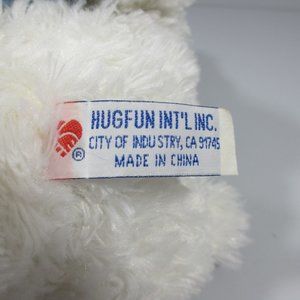 HUGFUN INT'L INC.
CITY OF INDUSTRY, CA 91745
MADE IN CHINA
®